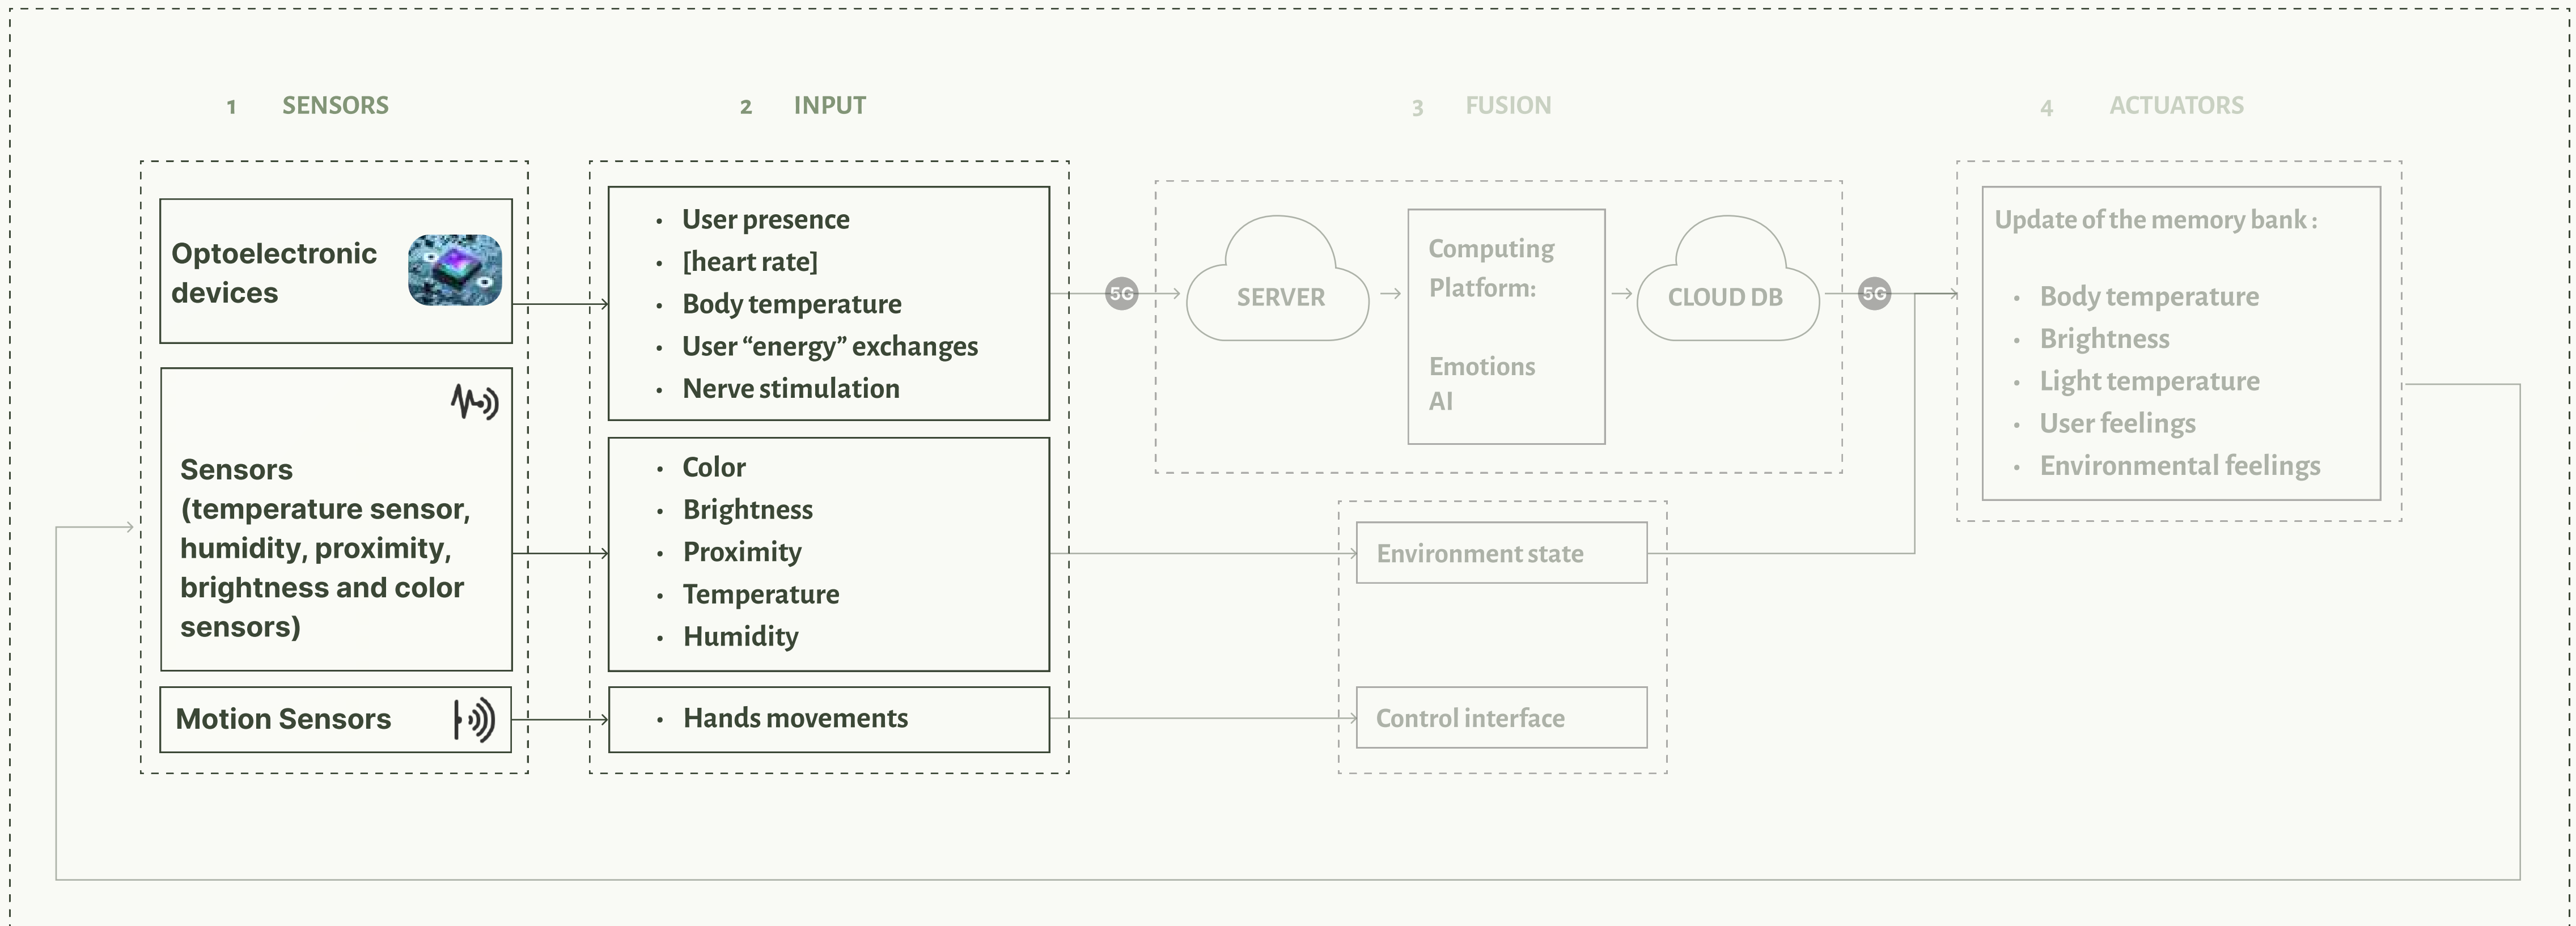 1 SENSORS
2 INPUT
3 FUSION
4 ACTUATORS
Optoelectronic
devices
Sensors
(temperature sensor,
humidity, proximity,
brightness and color
sensors)
Motion Sensors
• User presence
• [heart rate]
• Body temperature
• User “energy” exchanges
• Nerve stimulation
• Color
• Brightness
• Proximity
• Temperature
• Humidity
• Hands movements
5G
SERVER
Computing
Platform:
Emotions
AI
CLOUD DB
5G
Environment state
Control interface
Update of the memory bank :
• Body temperature
• Brightness
• Light temperature
• User feelings
• Environmental feelings